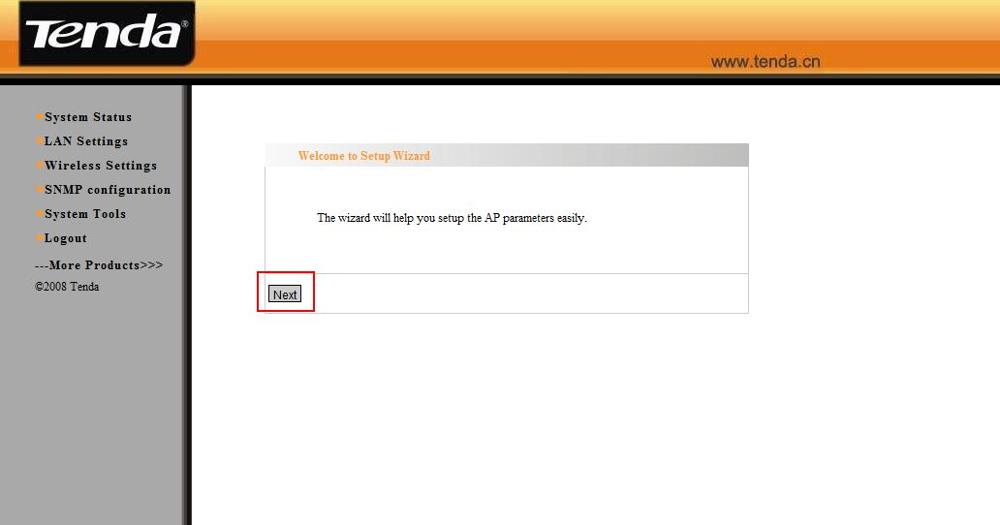 Tenda®
www.tenda.cn
System Status
LAN Settings
Wireless Settings
SNMP configuration
System Tools
Logout
---More Products>>>
©2008 Tenda
Welcome to Setup Wizard
The wizard will help you setup the AP parameters easily.
Next